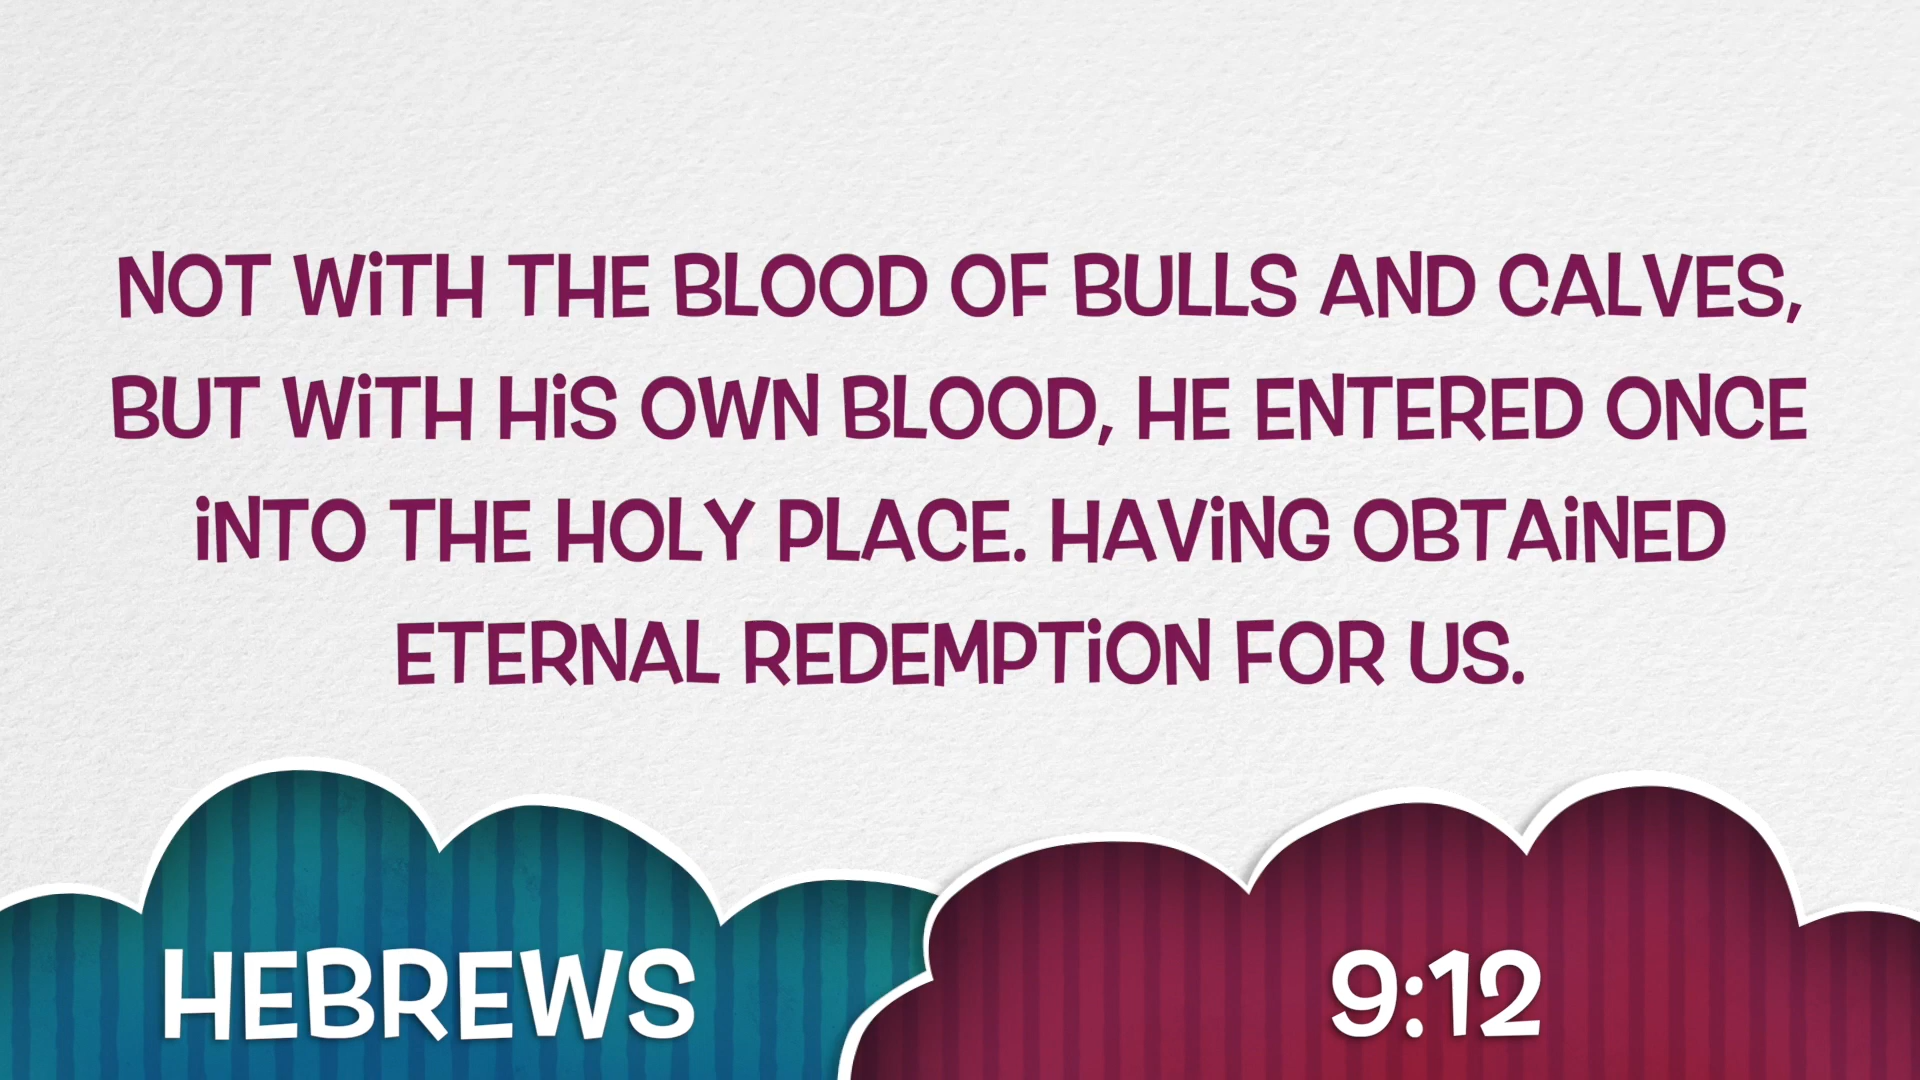 NOT WiTH THE BLOOD OF BULLS AND CALVES,
BUT WiTH HiS OWN BLOOD, HE ENTERED ONCE
iNTO THE HOLY PLACE. HAViNG OBTAiNED
ETERNAL REDEMPTiON FOR US.
HEBREWS
9:12